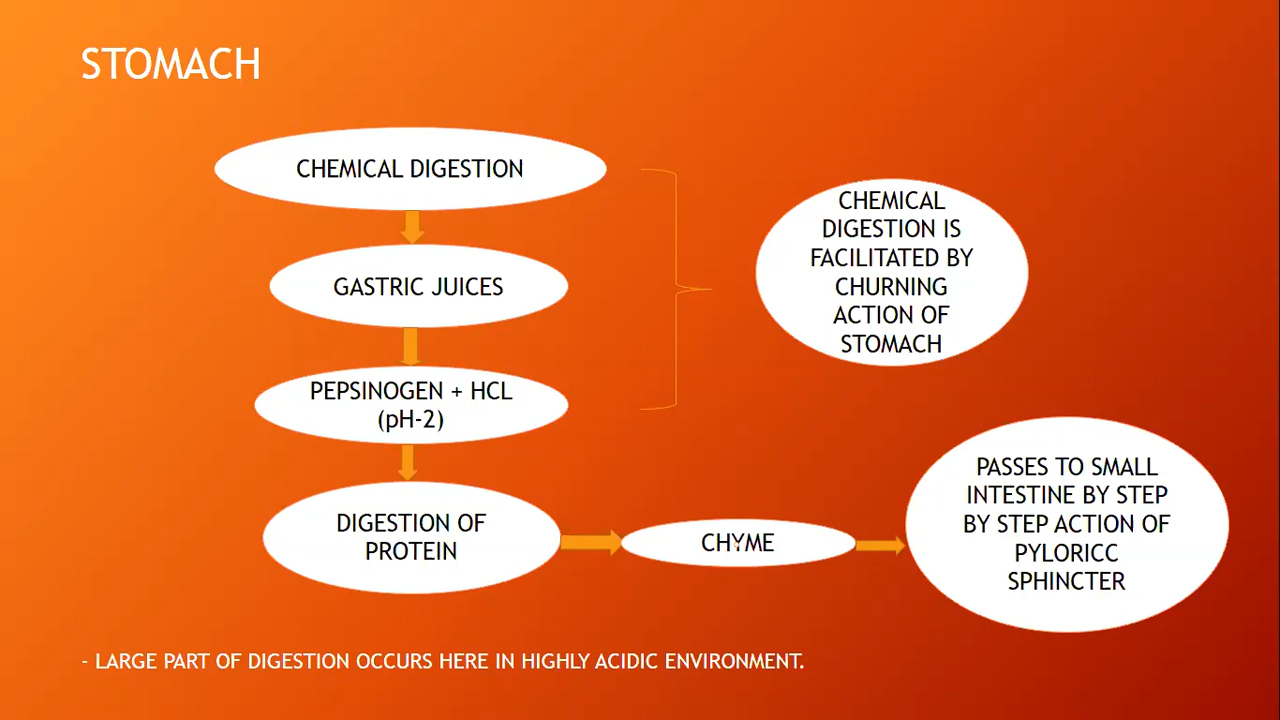 STOMACH
CHEMICAL DIGESTION
GASTRIC JUICES
PEPSINOGEN + HCL
(pH-2)
DIGESTION OF
PROTEIN
CHYME
PASSES TO SMALL
INTESTINE BY STEP
BY STEP ACTION OF
PYLORICC
SPHINCTER
CHEMICAL
DIGESTION IS
FACILITATED BY
CHURNING
ACTION OF
STOMACH
- LARGE PART OF DIGESTION OCCURS HERE IN HIGHLY ACIDIC ENVIRONMENT.